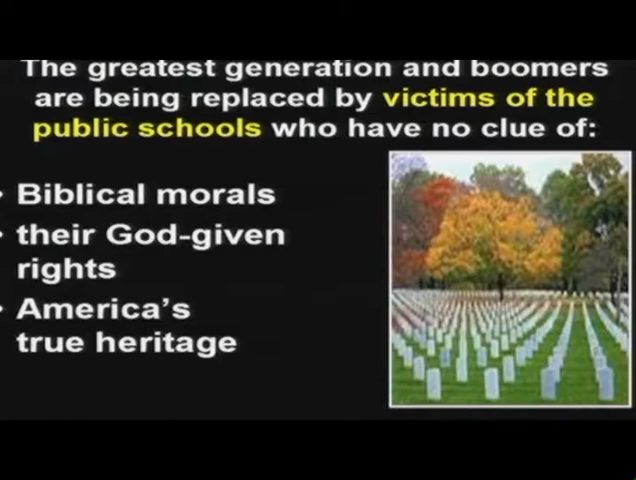 The greatest generation and boomers
are being replaced by victims of the
public schools who have no clue of:
• Biblical morals
• their God-given
rights
• America's
true heritage